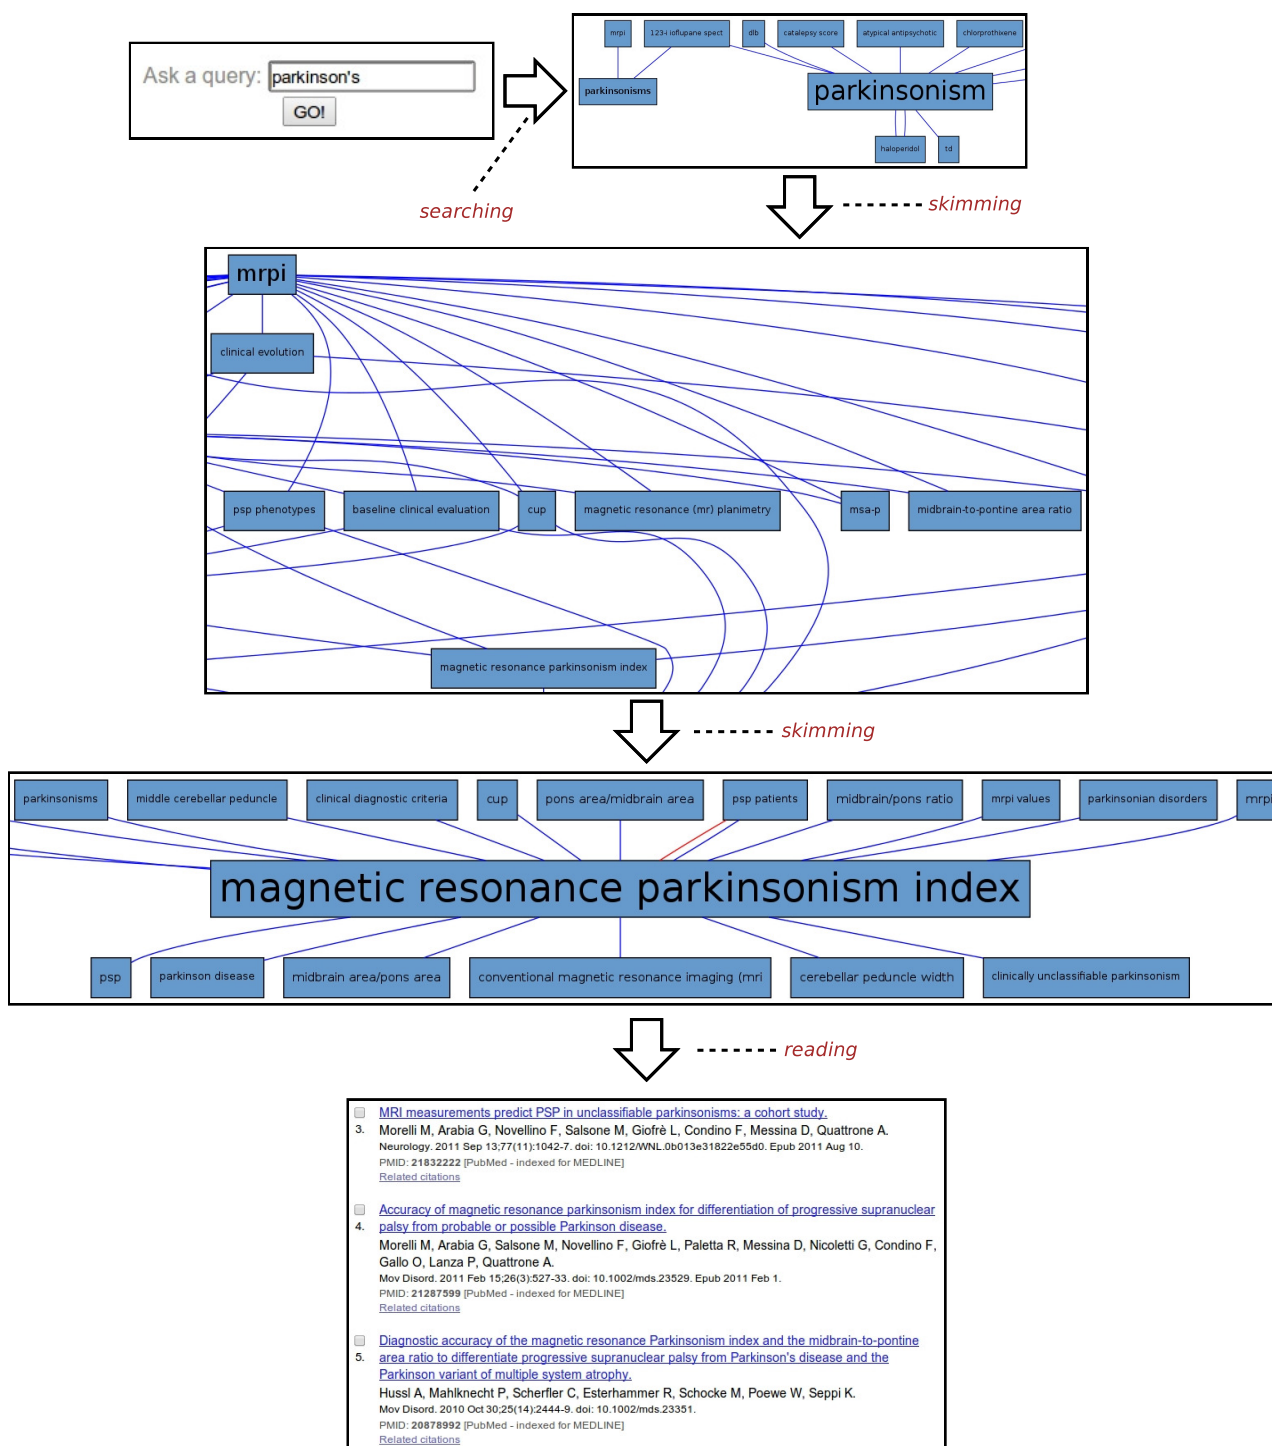 Ask a query: parkinson's
GO!
searching
mrpi
123-i ioflupane spect
dlb
catalepsy score
atypical antipsychotic
chlorprothixene
parkinsonisms
parkinsonism
haloperidol
td
skimming
mrpi
clinical evolution
psp phenotypes
baseline clinical evaluation
cup
magnetic resonance (mr) planimetry
msa-p
midbrain-to-pontine area ratio
magnetic resonance parkinsonism index
skimming
parkinsonisms
middle cerebellar peduncle
clinical diagnostic criteria
cup
pons area/midbrain area
psp patients
midbrain/pons ratio
mrpi values
parkinsonian disorders
mrpi
magnetic resonance parkinsonism index
psp
parkinson disease
midbrain area/pons area
conventional magnetic resonance imaging (mri
cerebellar peduncle width
clinically unclassifiable parkinsonism
reading
MRI measurements predict PSP in unclassifiable parkinsonisms: a cohort study.
3. Morelli M, Arabia G, Novellino F, Salsone M, Giofrè L, Condino F, Messina D, Quattrone A.
Neurology. 2011 Sep 13;77(11):1042-7. doi: 10.1212/WNL.0b013e31822e55d0. Epub 2011 Aug 10.
PMID: 21832222 [PubMed - indexed for MEDLINE]
Related citations
Accuracy of magnetic resonance parkinsonism index for differentiation of progressive supranuclear
4. palsy from probable or possible Parkinson disease.
Morelli M, Arabia G, Salsone M, Novellino F, Giofrè L, Paletta R, Messina D, Nicoletti G, Condino F,
Gallo O, Lanza P, Quattrone A.
Mov Disord. 2011 Feb 15;26(3):527-33. doi: 10.1002/mds.23529. Epub 2011 Feb 1.
PMID: 21287599 [PubMed - indexed for MEDLINE]
Related citations
Diagnostic accuracy of the magnetic resonance Parkinsonism index and the midbrain-to-pontine
5. area ratio to differentiate progressive supranuclear palsy from Parkinson's disease and the
Parkinson variant of multiple system atrophy.
Hussl A, Mahlknecht P, Scherfler C, Esterhammer R, Schocke M, Poewe W, Seppi K.
Mov Disord. 2010 Oct 30;25(14):2444-9. doi: 10.1002/mds.23351.
PMID: 20878992 [PubMed - indexed for MEDLINE]
Related citations